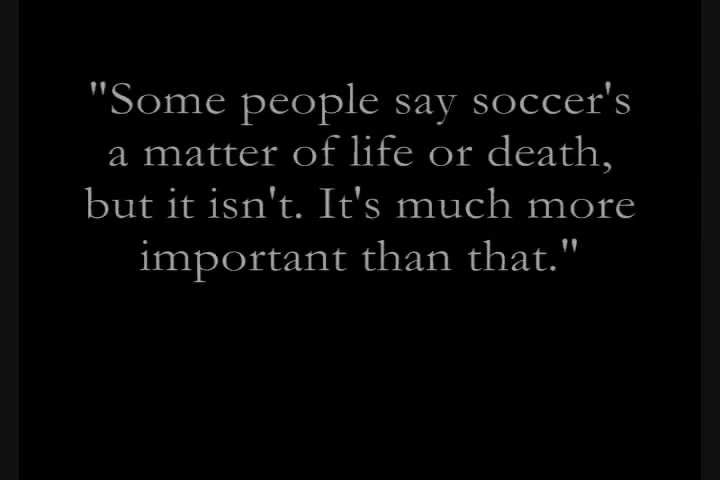 "Some people say soccer's
a matter of life or death,
but it isn't. It's much more
important than that."